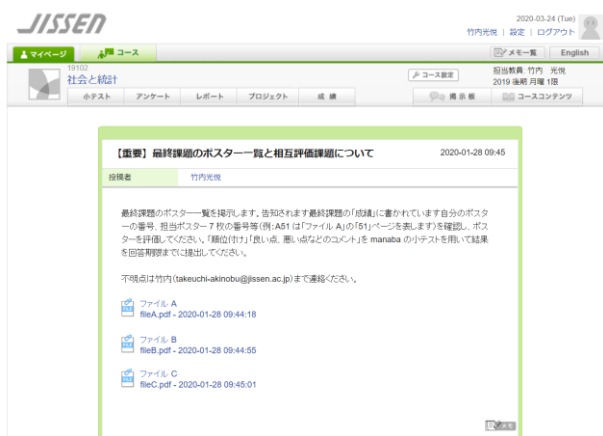 JISSEN
2020-03-24 (Tue)
竹内光悦 | 設定 | ログアウト
マイページ
コース
メモ一覧
English
19102
社会と統計
コース設定
担当教員:竹内 光悦
2019 後期 月曜 1限
小テスト
アンケート
レポート
プロジェクト
成績
掲示板
コースコンテンツ
【重要】最終課題のポスター一覧と相互評価課題について
2020-01-28 09:45
投稿者
竹内光悦
最終課題のポスター一覧を掲示します。告知されます最終課題の「成績」に書かれています自分のポスタ
ーの番号、担当ポスター7枚の番号等(例:A51は「ファイル A」の「51」ページを表します)を確認し、ポス
ターを評価してください。「順位付け」「良い点、悪い点などのコメント」を manaba の小テストを用いて結果
を回答期限までに提出してください。
不明点は竹内(takeuchi-akinobu@jissen.ac.jp)まで連絡ください。
ファイル A
fileA.pdf - 2020-01-28 09:44:18
ファイル B
fileB.pdf - 2020-01-28 09:44:55
ファイル C
fileC.pdf - 2020-01-28 09:45:01
メモ